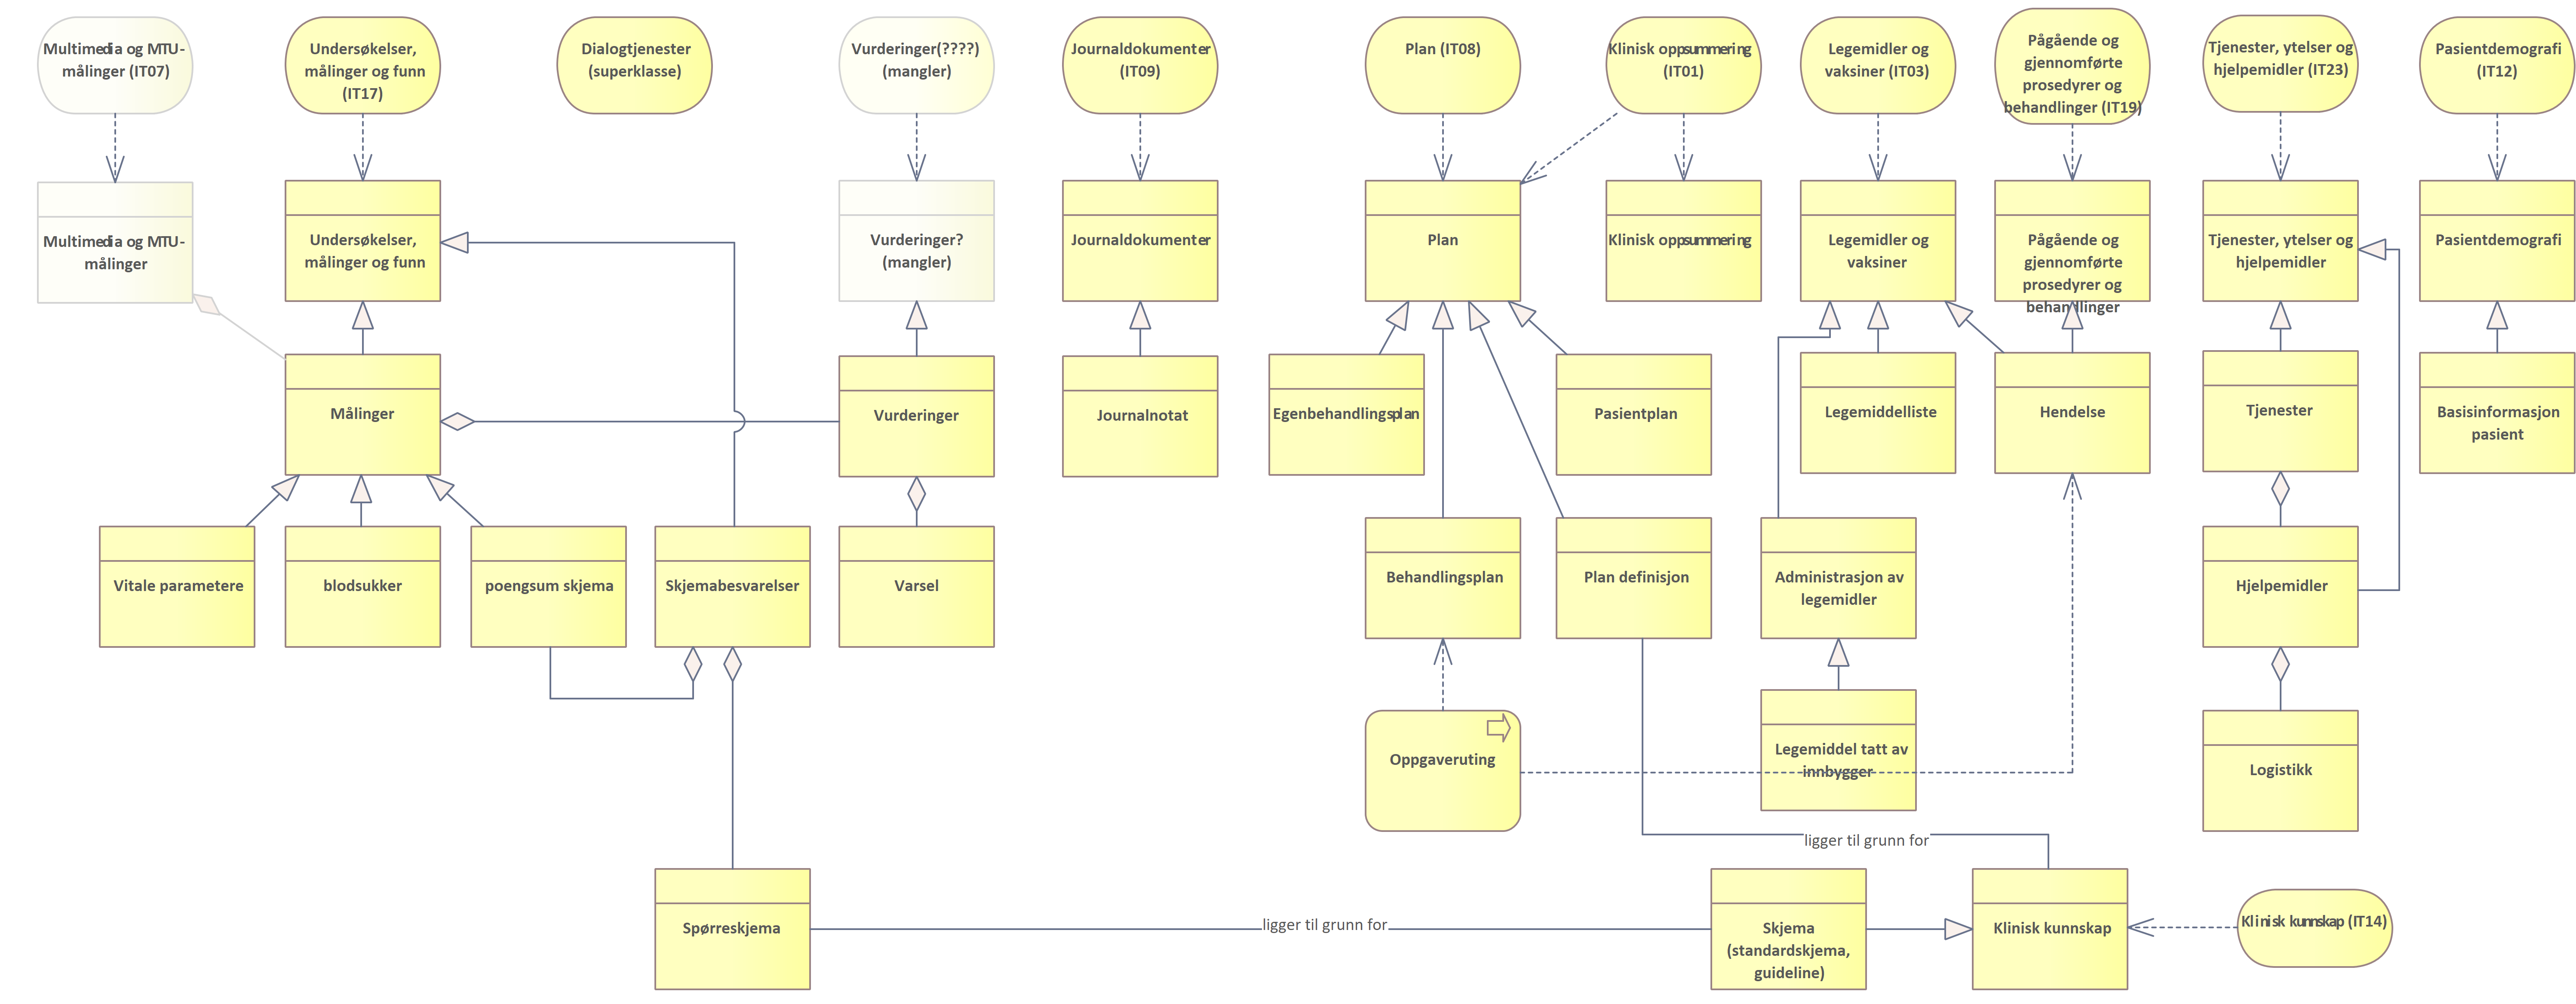 Multimedia og MTU-
målinger (IT07)
Undersøkelser,
målinger og funn
(IT17)
Dialogtjenester
(superklasse)
Vurderinger(????)
(mangler)
Journaldokumenter
(IT09)
Plan (IT08)
Klinisk oppsummering
(IT01)
Legemidler og
vaksiner (IT03)
Pågående og
gjennomførte
prosedyrer og
behandlinger (IT19)
Tjenester, ytelser og
hjelpemidler (IT23)
Pasientdemografi
(IT12)
Multimedia og MTU-
målinger
Undersøkelser,
målinger og funn
Vurderinger?
(mangler)
Journaldokumenter
Plan
Klinisk oppsummering
Legemidler og
vaksiner
Pågående og
gjennomførte
prosedyrer og
behandlinger
Tjenester, ytelser og
hjelpemidler
Pasientdemografi
Målinger
Vurderinger
Journalnotat
Egenbehandlingsplan
Pasientplan
Legemiddelliste
Hendelse
Tjenester
Basisinformasjon
pasient
Vitale parametere
blodsukker
poengsum skjema
Skjemabesvarelser
Varsel
Behandlingsplan
Plan definisjon
Administrasjon av
legemidler
Hjelpemidler
Oppgaveruting
Legemiddel tatt av
innbygger
Logistikk
ligger til grunn for
Spørreskjema
ligger til grunn for
Skjema
(standardskjema,
guideline)
Klinisk kunnskap
Klinisk kunnskap (IT14)